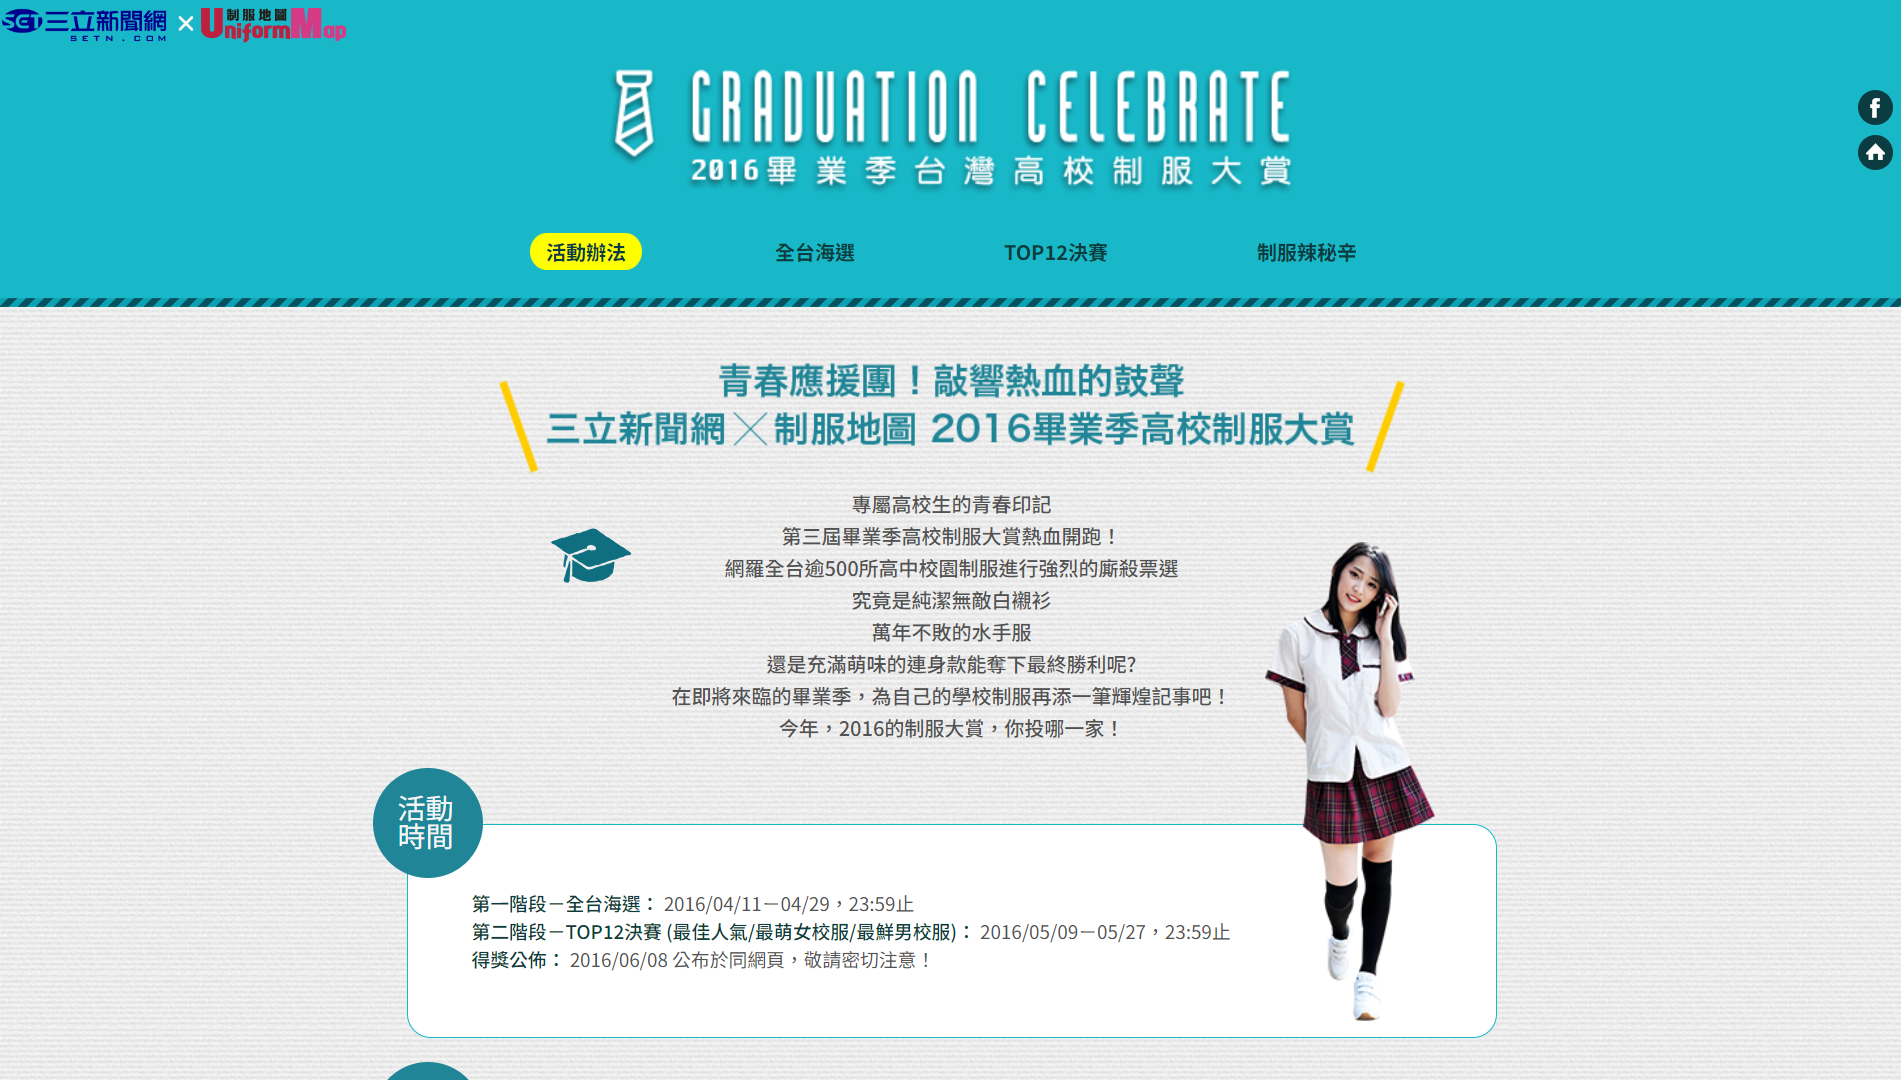 SET三立新聞網 × 制服地圖
SETN.COM UniformMap
GRADUATION CELEBRATE
2016畢業季台灣高校制服大賞
活動辦法 全台海選 TOP12決賽 制服辣秘辛
青春應援團！敲響熱血的鼓聲
三立新聞網╳制服地圖 2016畢業季高校制服大賞
專屬高校生的青春印記
第三屆畢業季高校制服大賞熱血開跑！
網羅全台逾500所高中校園制服進行強烈的廝殺票選
究竟是純潔無敵白襯衫
萬年不敗的水手服
還是充滿萌味的連身款能奪下最終勝利呢?
在即將來臨的畢業季，為自己的學校制服再添一筆輝煌記事吧！
今年，2016的制服大賞，你投哪一家！
活動
時間
第一階段－全台海選： 2016/04/11－04/29，23:59止
第二階段－TOP12決賽 (最佳人氣/最萌女校服/最鮮男校服)： 2016/05/09－05/27，23:59止
得獎公佈： 2016/06/08 公布於同網頁，敬請密切注意！